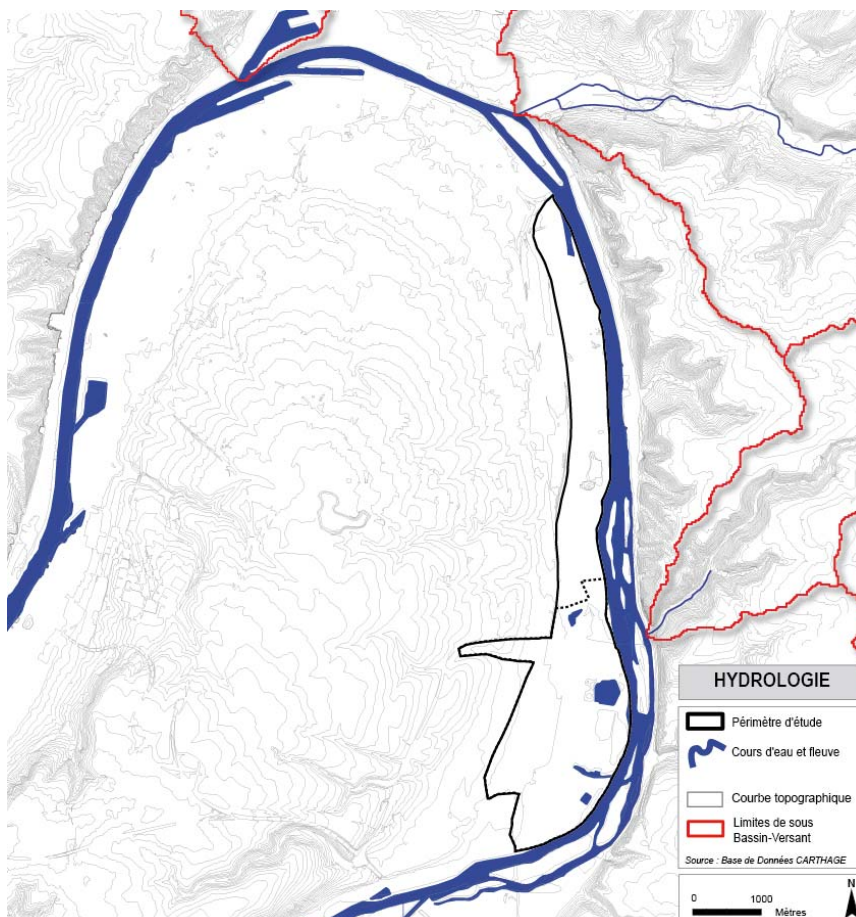 HYDROLOGIE
Périmètre d'étude
Cours d'eau et fleuve
Courbe topographique
Limites de sous
Bassin-Versant
Source : Base de Données CARTHAGE
N
0 1000
Mètres